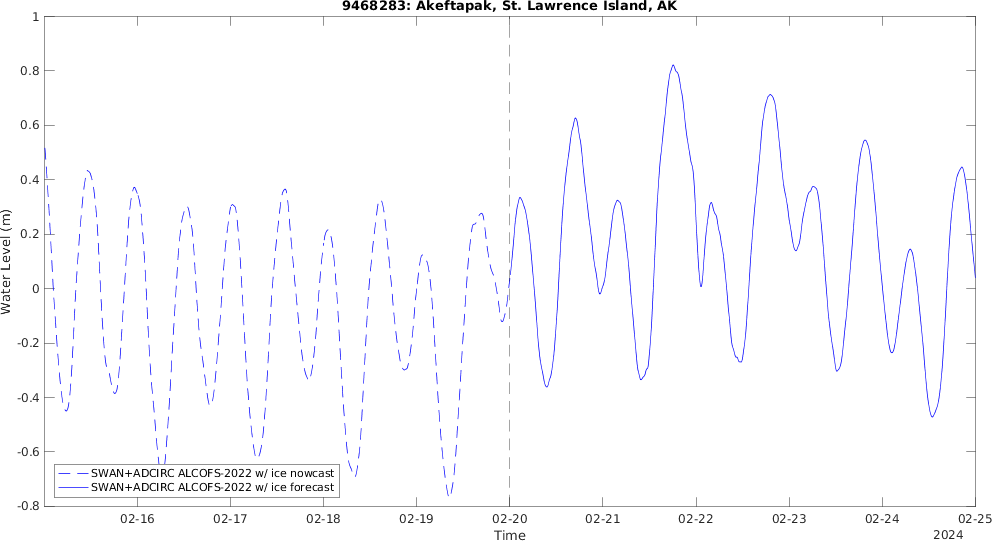 9468283: Akeftapak, St. Lawrence Island, AK
1
0.8
0.6
0.4
0.2
0
-0.2
-0.4
-0.6
-0.8
Water Level (m)
SWAN+ADCIRC ALCOFS-2022 w/ ice nowcast
SWAN+ADCIRC ALCOFS-2022 w/ ice forecast
02-16 02-17 02-18 02-19 02-20 02-21 02-22 02-23 02-24 02-25
Time
2024